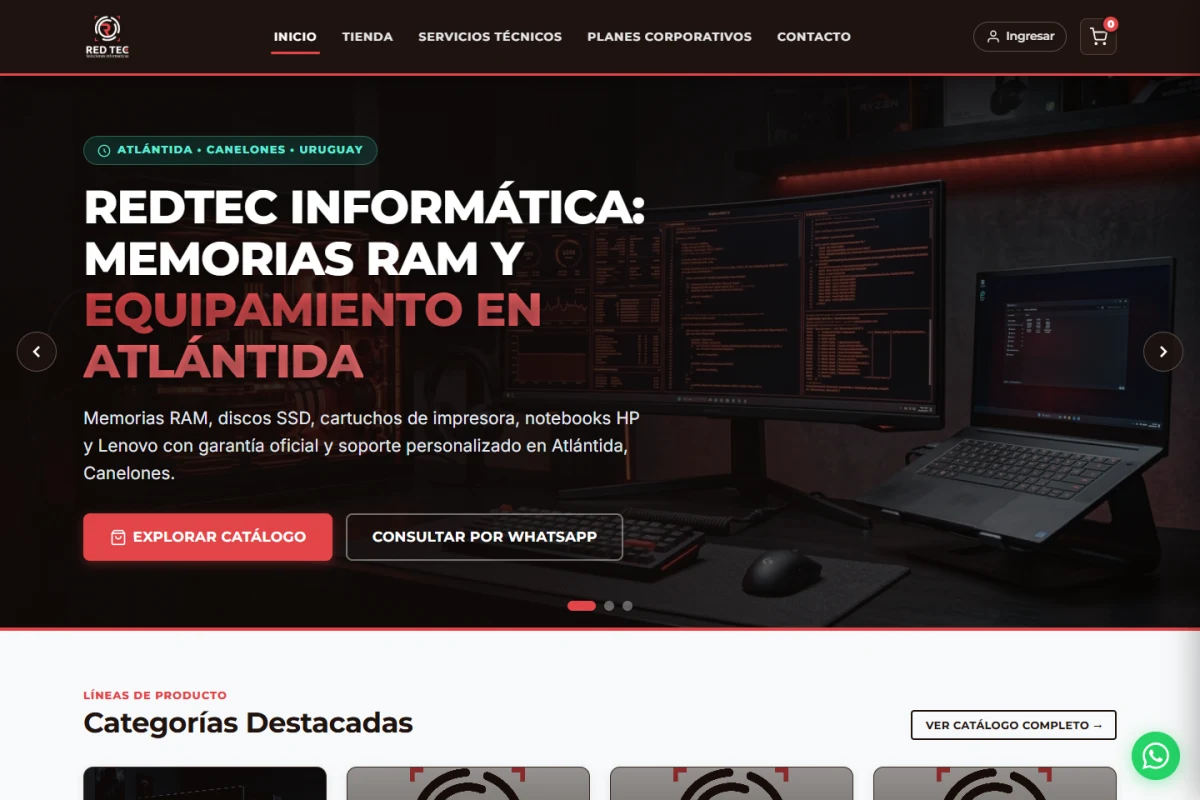 RED TEC
INICIO
TIENDA
SERVICIOS TÉCNICOS
PLANES CORPORATIVOS
CONTACTO
Ingresar
0
ATLÁNTIDA • CANELONES • URUGUAY
REDTEC INFORMÁTICA:
MEMORIAS RAM Y
EQUIPAMIENTO EN
ATLÁNTIDA
Memorias RAM, discos SSD, cartuchos de impresora, notebooks HP
y Lenovo con garantía oficial y soporte personalizado en Atlántida,
Canelones.
EXPLORAR CATÁLOGO
CONSULTAR POR WHATSAPP
LÍNEAS DE PRODUCTO
Categorías Destacadas
VER CATÁLOGO COMPLETO →